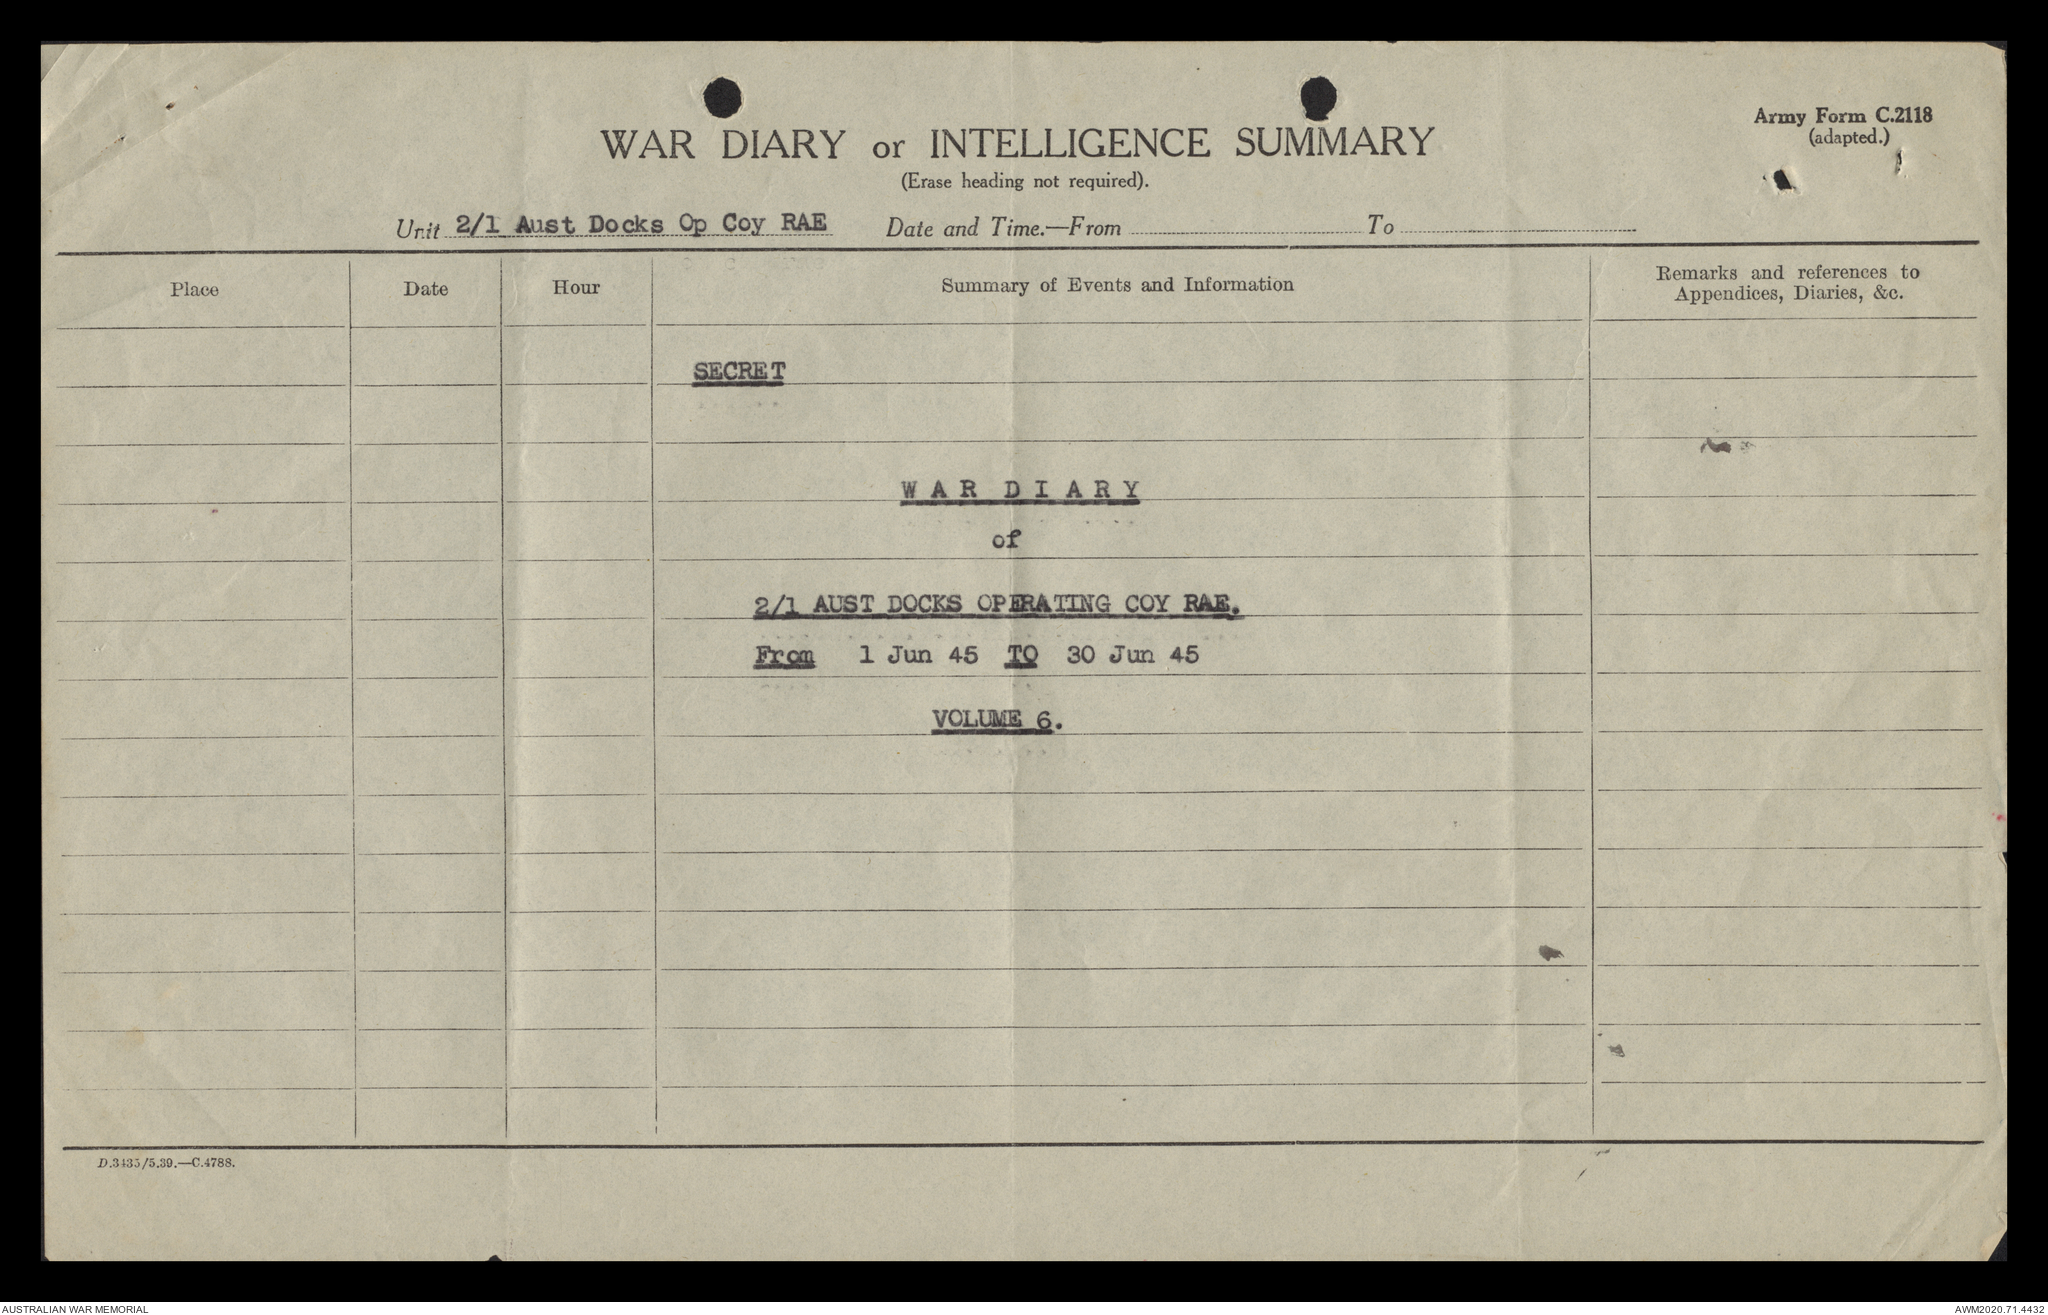 Army Form C.2118
(adapted.)
WAR DIARY or INTELLIGENCE SUMMARY
(Erase heading not required).
Unit 2/1 Aust Docks Op Coy RAE Date and Time.—From To
Place Date Hour Summary of Events and Information Remarks and references to
Appendices, Diaries, &c.
SECRET
W A R D I A R Y
of
2/1 AUST DOCKS OPERATING COY RAE.
From 1 Jun 45 TO 30 Jun 45
VOLUME 6.
D.3435/5.39.—C.4788.
AUSTRALIAN WAR MEMORIAL AWM2020.71.4432